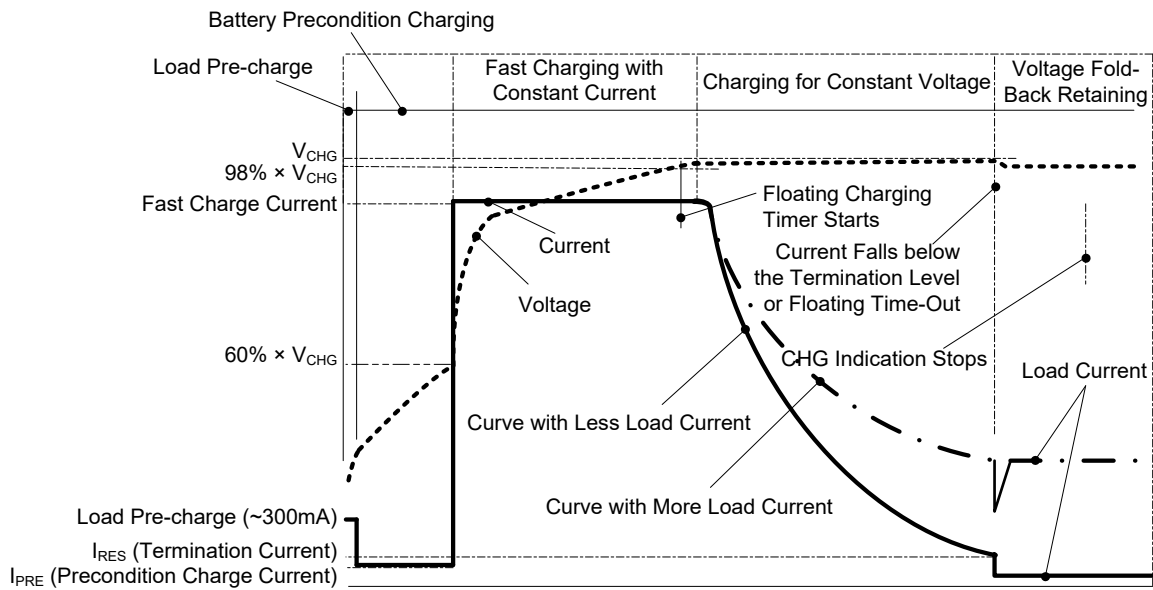 Battery Precondition Charging
Load Pre-charge
Fast Charging with
Constant Current
Charging for Constant Voltage
Voltage Fold-
Back Retaining
VCHG
98% × VCHG
Fast Charge Current
Floating Charging
Timer Starts
Current
Current Falls below
the Termination Level
or Floating Time-Out
Voltage
60% × VCHG
CHG Indication Stops
Load Current
Curve with Less Load Current
Curve with More Load Current
Load Pre-charge (~300mA)
IRES (Termination Current)
IPRE (Precondition Charge Current)